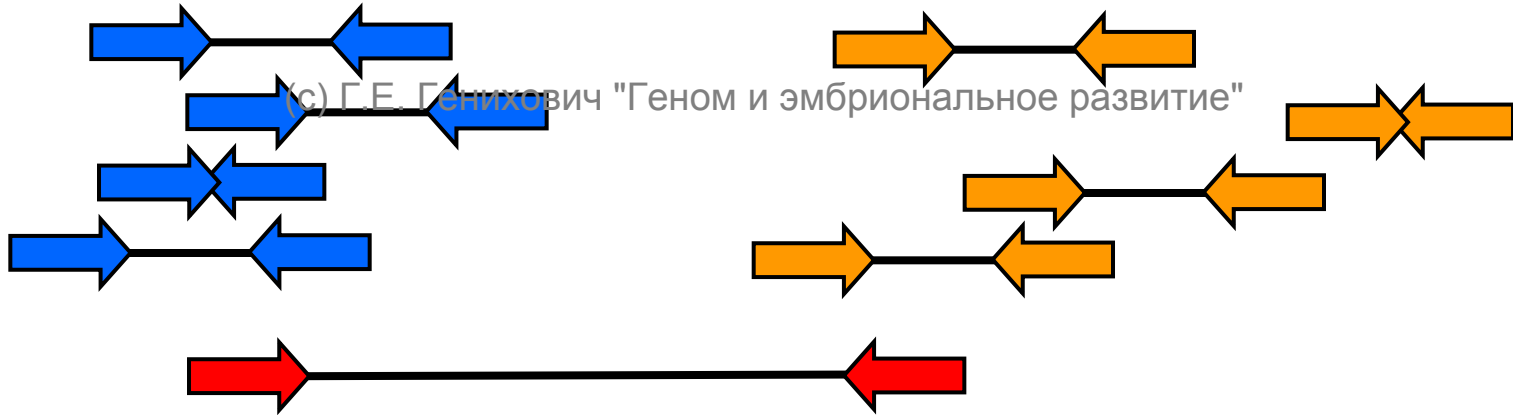 (c) Г.Е. Генихович "Геном и эмбриональное развитие"